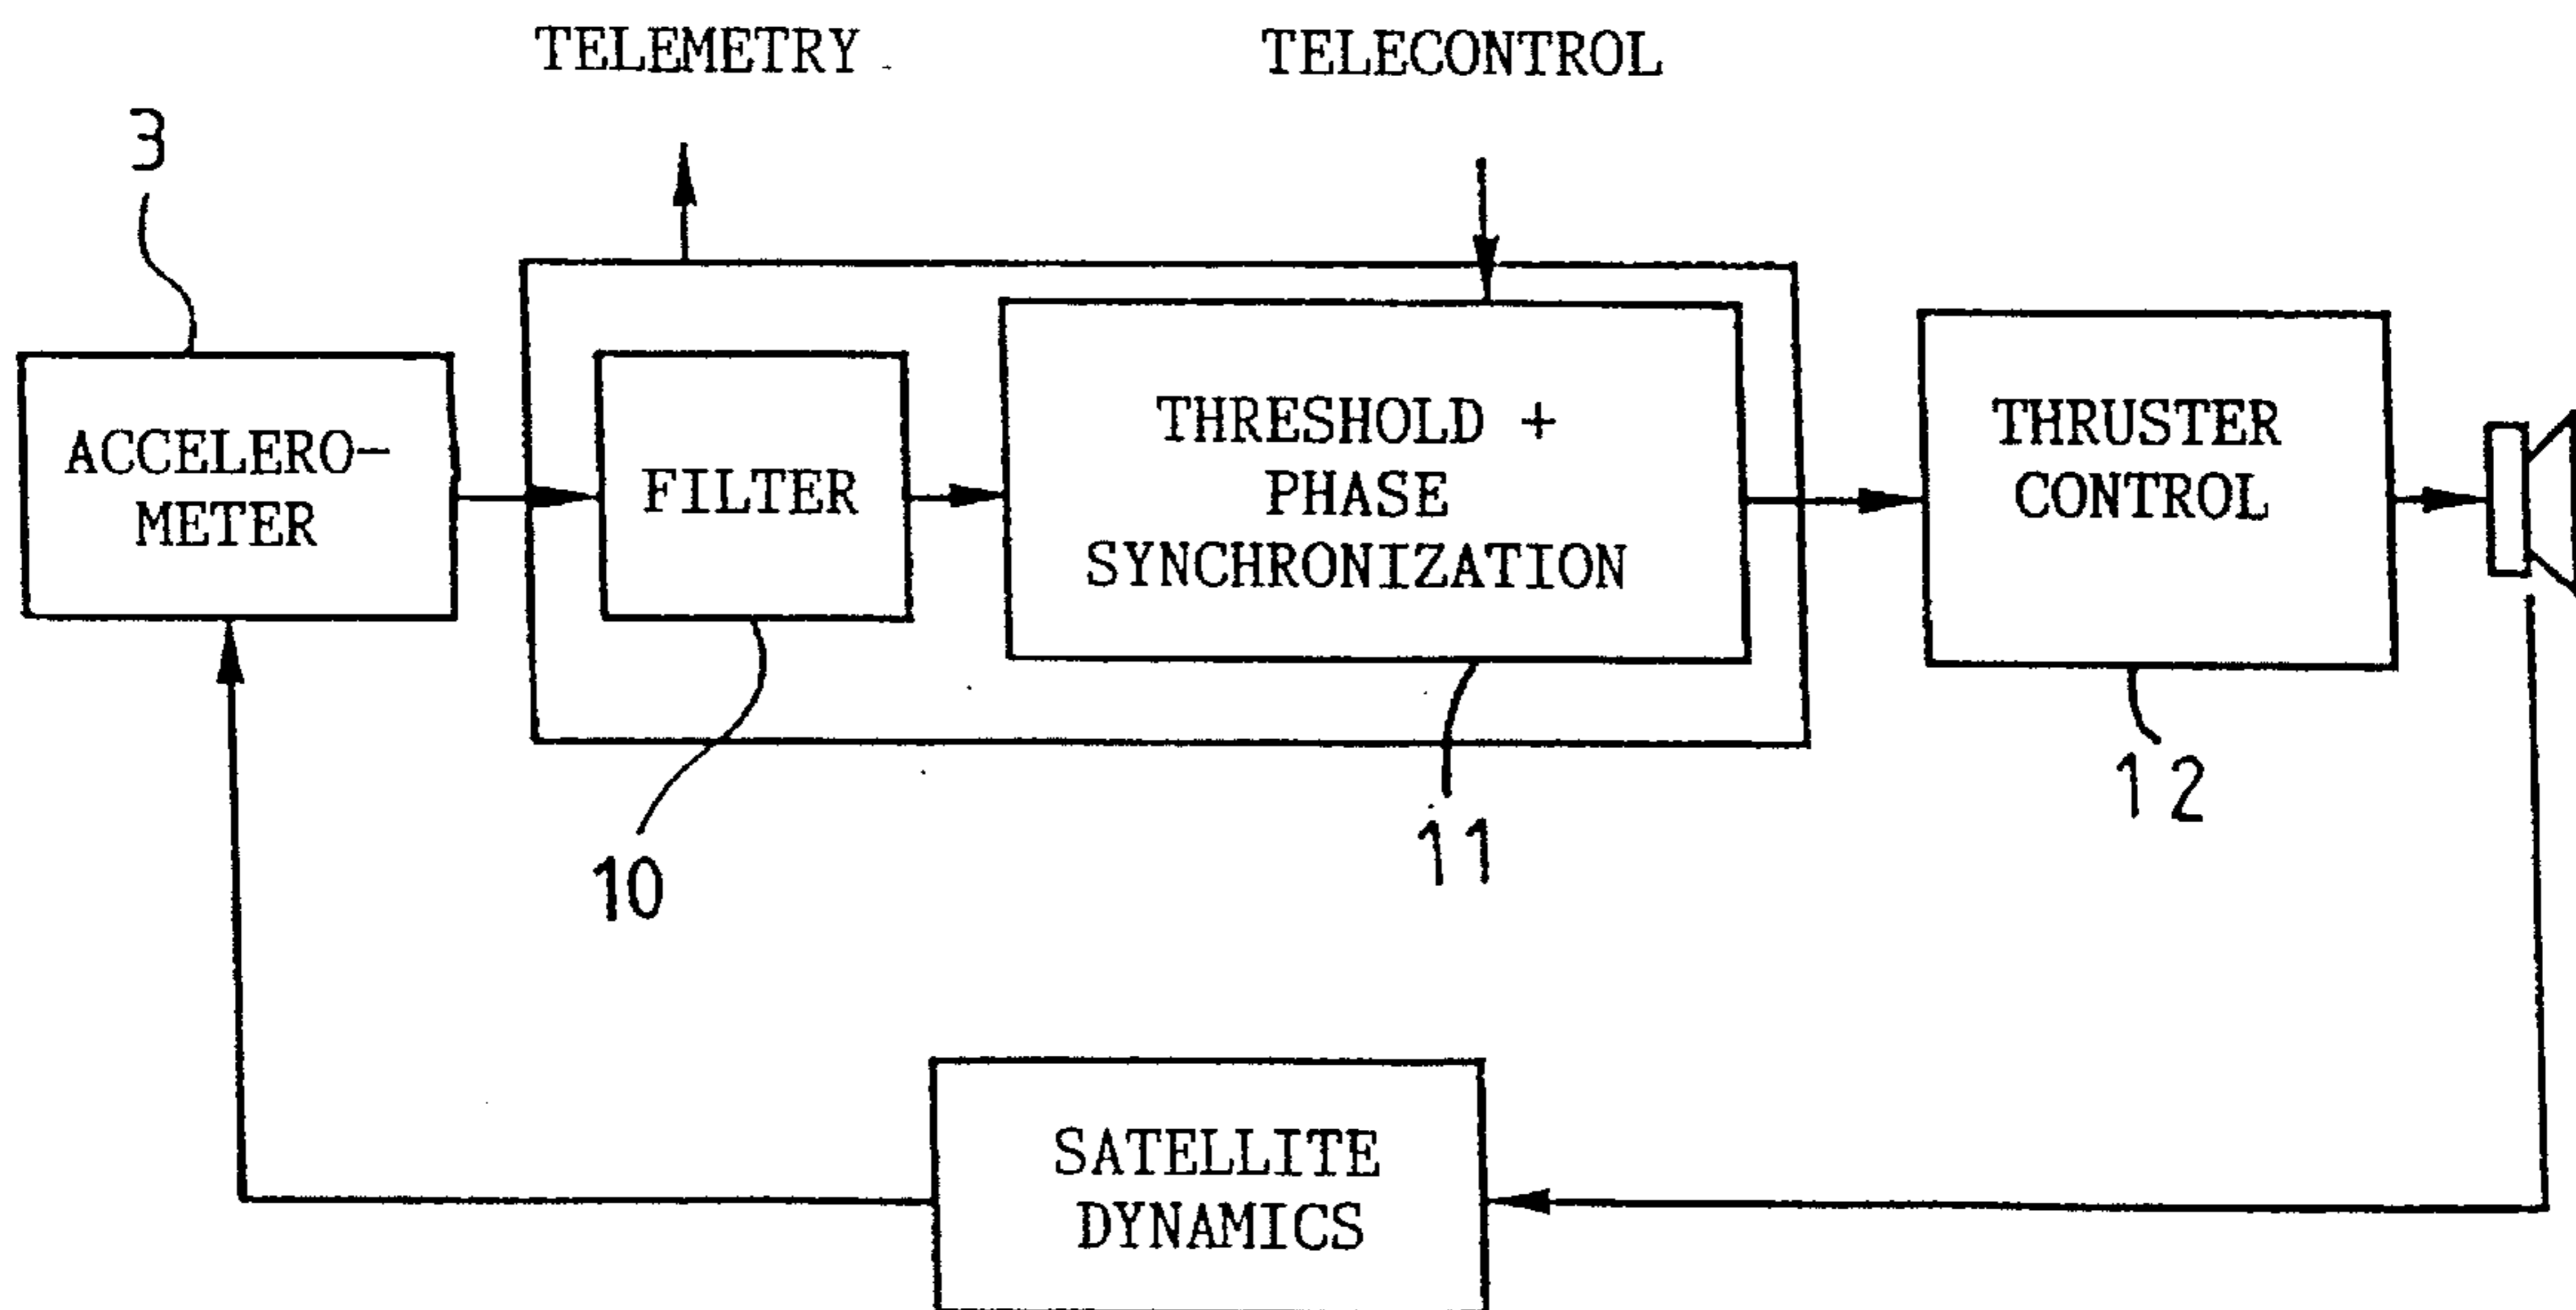 TELEMETRY
TELECONTROL
3
ACCELERO-
METER
FILTER
THRESHOLD +
PHASE
SYNCHRONIZATION
THRUSTER
CONTROL
10
11
12
SATELLITE
DYNAMICS